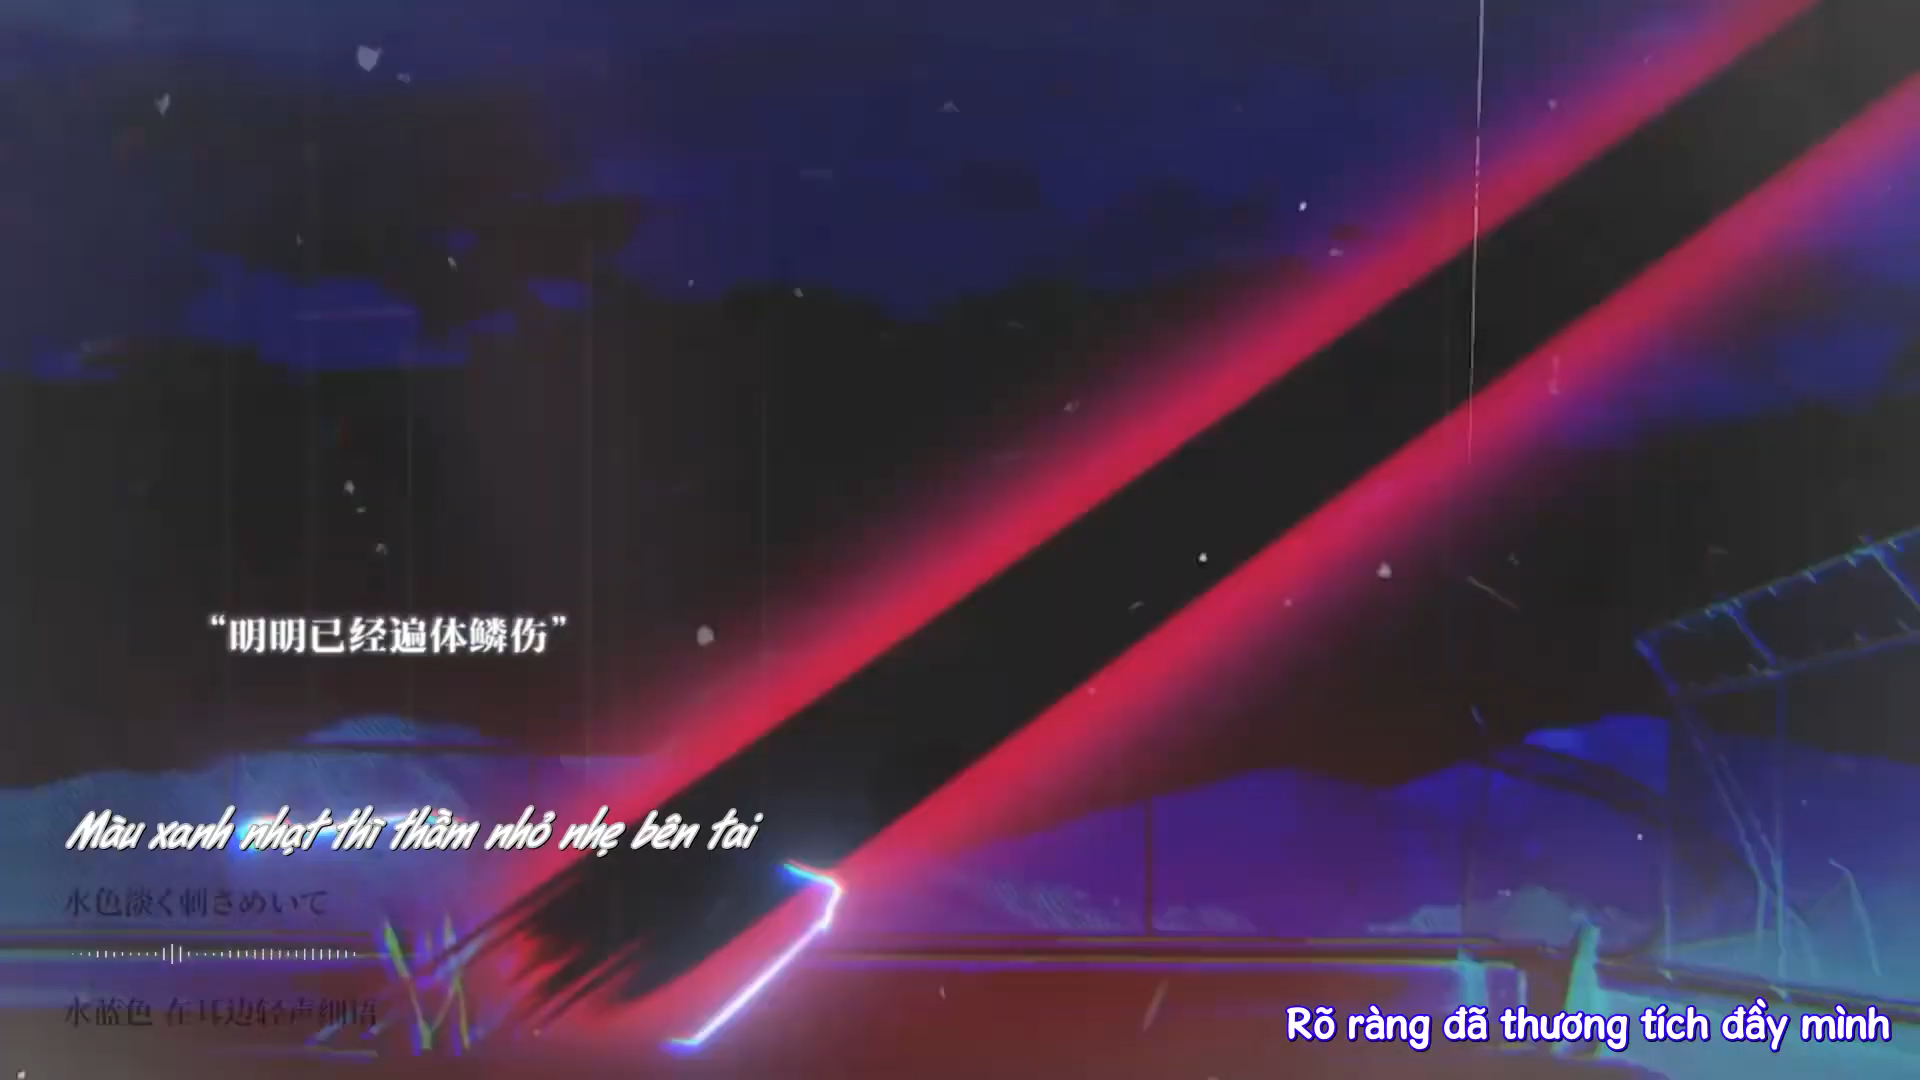 “明明已经遍体鳞伤”
Màu xanh nhạt thì thầm nhỏ nhẹ bên tai
水色淡く刺さめいて
水蓝色 在耳边轻声细语
Rõ ràng đã thương tích đầy mình